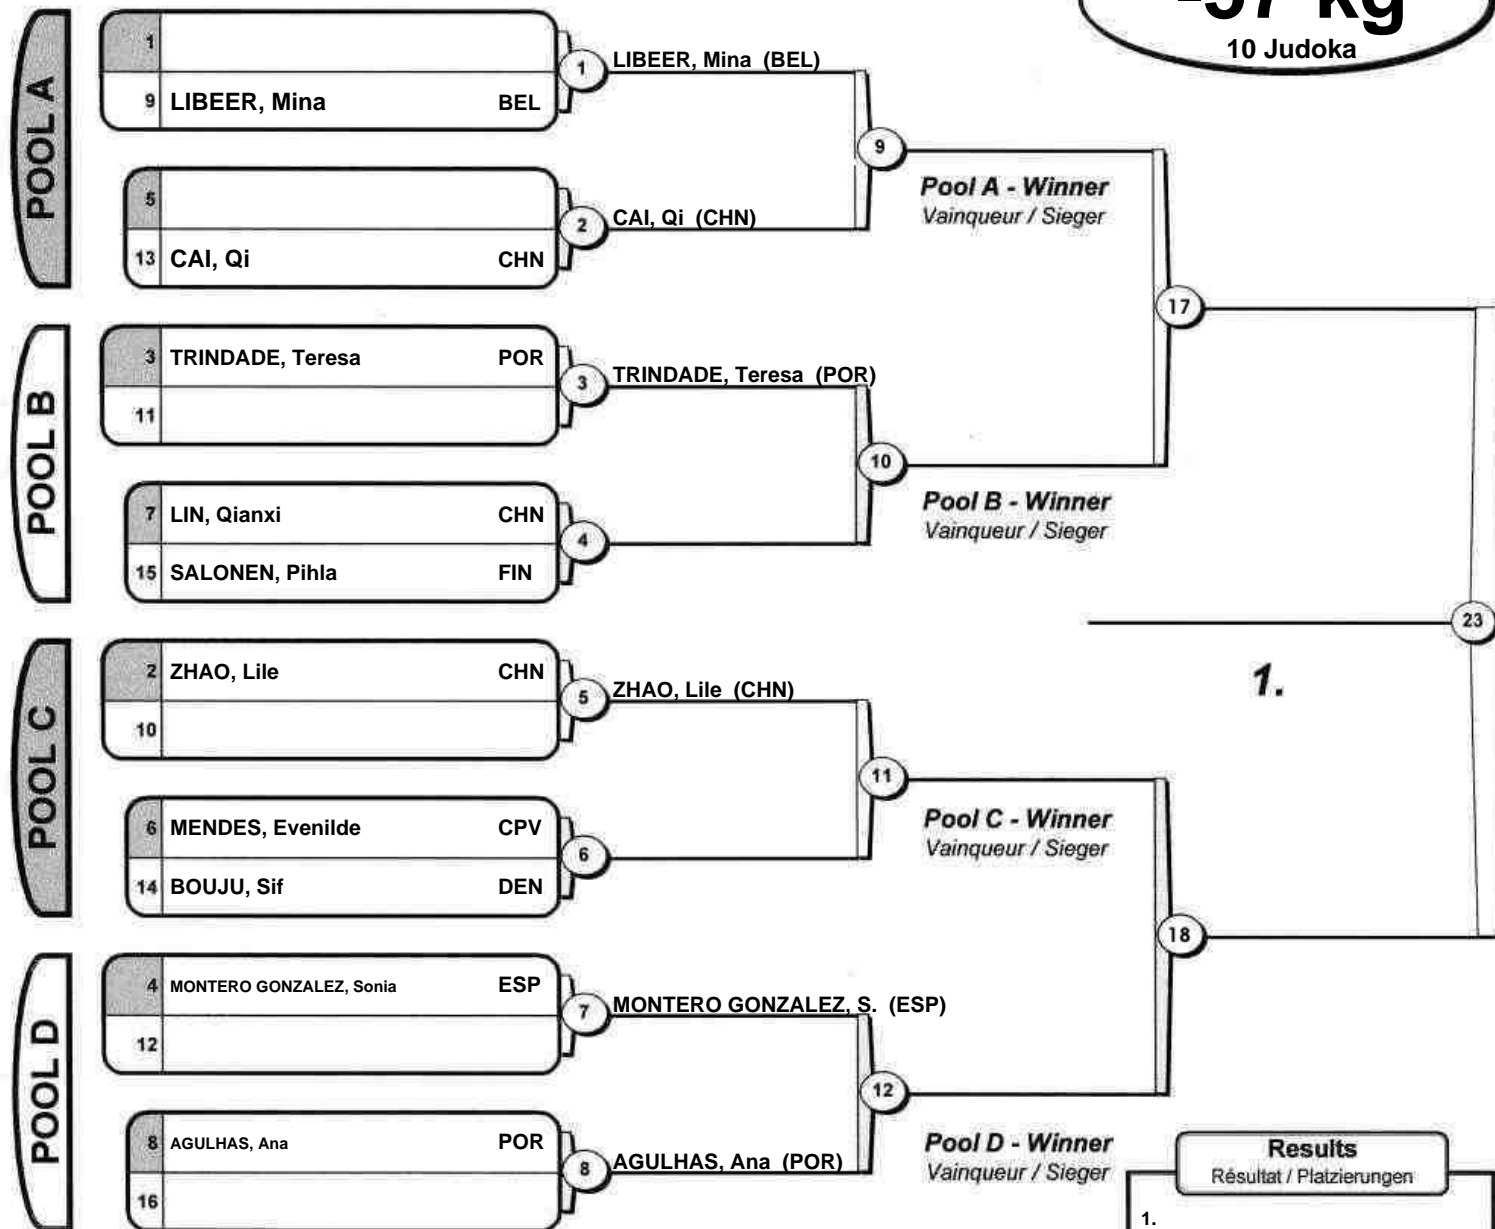 -57 kg
10 Judoka
POOL A
1
9 LIBEER, Mina BEL
1 LIBEER, Mina (BEL)
5
13 CAI, Qi CHN
2 CAI, Qi (CHN)
9
Pool A - Winner
Vainqueur / Sieger
17
POOL B
3 TRINDADE, Teresa POR
11
3 TRINDADE, Teresa (POR)
7 LIN, Qianxi CHN
15 SALONEN, Pihla FIN
4
10
Pool B - Winner
Vainqueur / Sieger
23
1.
POOL C
2 ZHAO, Lile CHN
10
5 ZHAO, Lile (CHN)
6 MENDES, Evenilde CPV
14 BOUJU, Sif DEN
6
11
Pool C - Winner
Vainqueur / Sieger
18
POOL D
4 MONTERO GONZALEZ, Sonia ESP
12
7 MONTERO GONZALEZ, S. (ESP)
8 AGULHAS, Ana POR
16
8 AGULHAS, Ana (POR)
12
Pool D - Winner
Vainqueur / Sieger
Results
Résultat / Platzierungen
1.